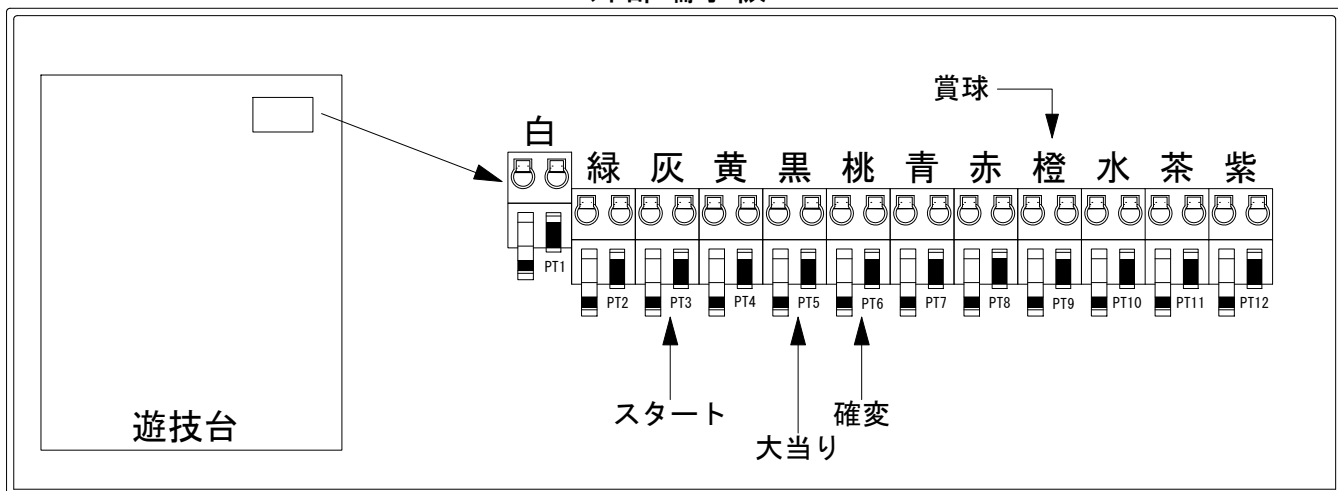 賞球
白
緑 灰 黄 黒 桃 青 赤 橙 水 茶 紫
PT1
PT2 PT3 PT4 PT5 PT6 PT7 PT8 PT9 PT10 PT11 PT12
スタート
確変
大当り
遊技台